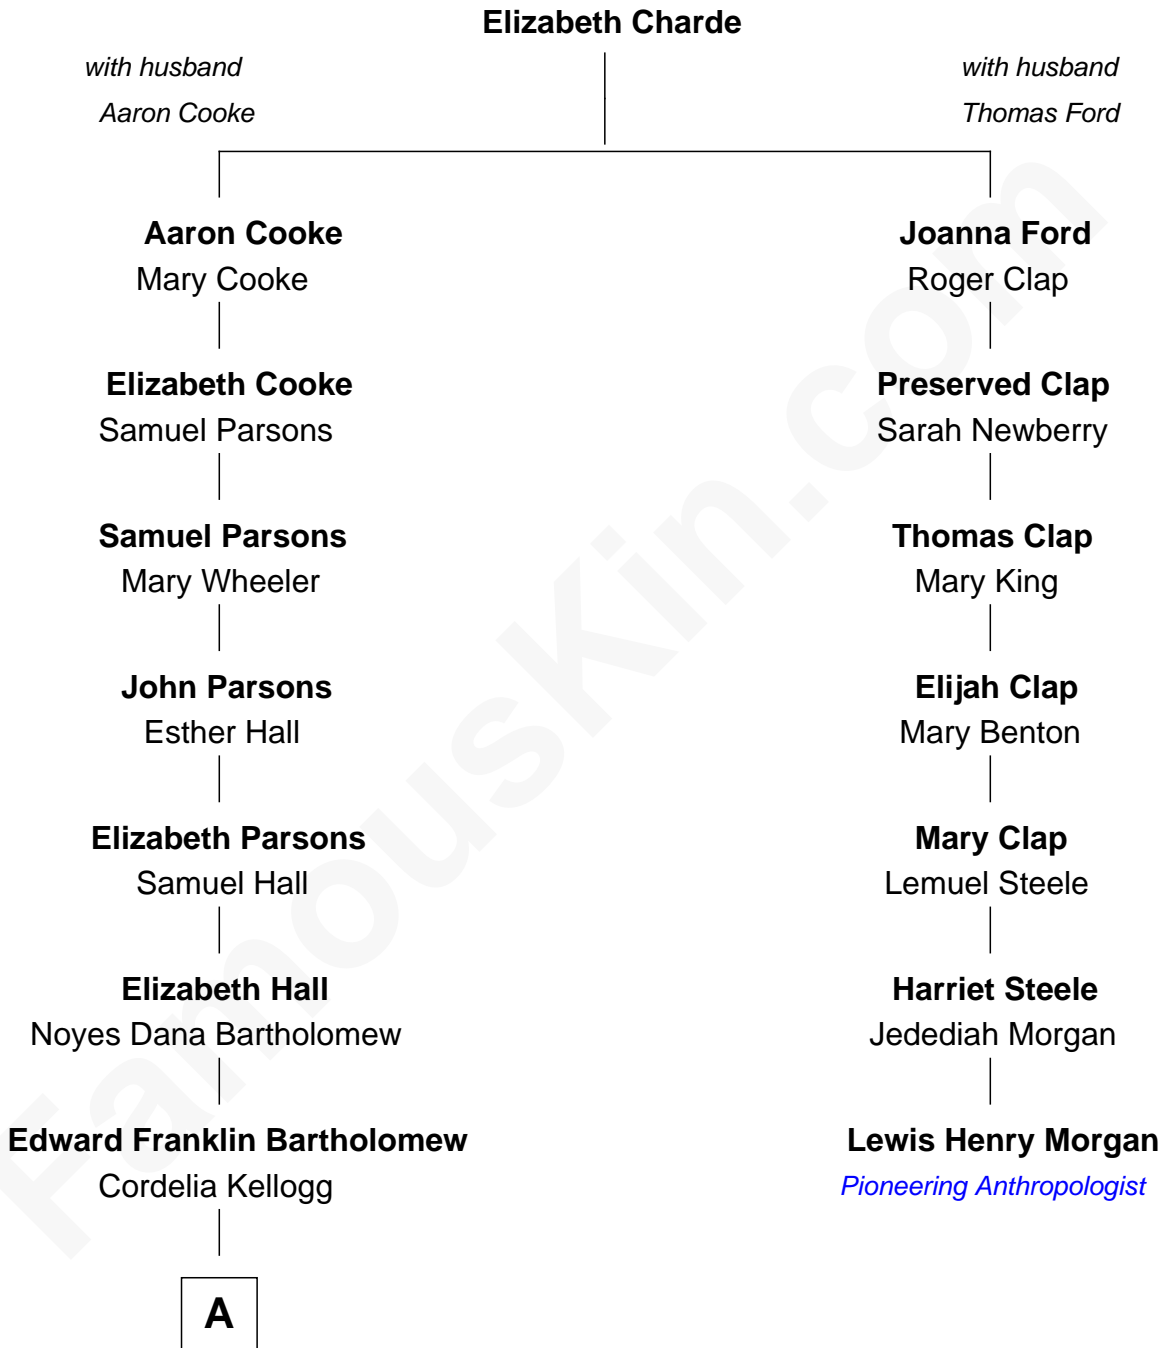 Elizabeth Charde
with husband
Aaron Cooke
with husband
Thomas Ford
Aaron Cooke
Mary Cooke
Joanna Ford
Roger Clap
Elizabeth Cooke
Samuel Parsons
Preserved Clap
Sarah Newberry
Samuel Parsons
Mary Wheeler
Thomas Clap
Mary King
John Parsons
Esther Hall
Elijah Clap
Mary Benton
Elizabeth Parsons
Samuel Hall
Mary Clap
Lemuel Steele
Elizabeth Hall
Noyes Dana Bartholomew
Harriet Steele
Jedediah Morgan
Edward Franklin Bartholomew
Cordelia Kellogg
Lewis Henry Morgan
Pioneering Anthropologist
A
FamousKin.com